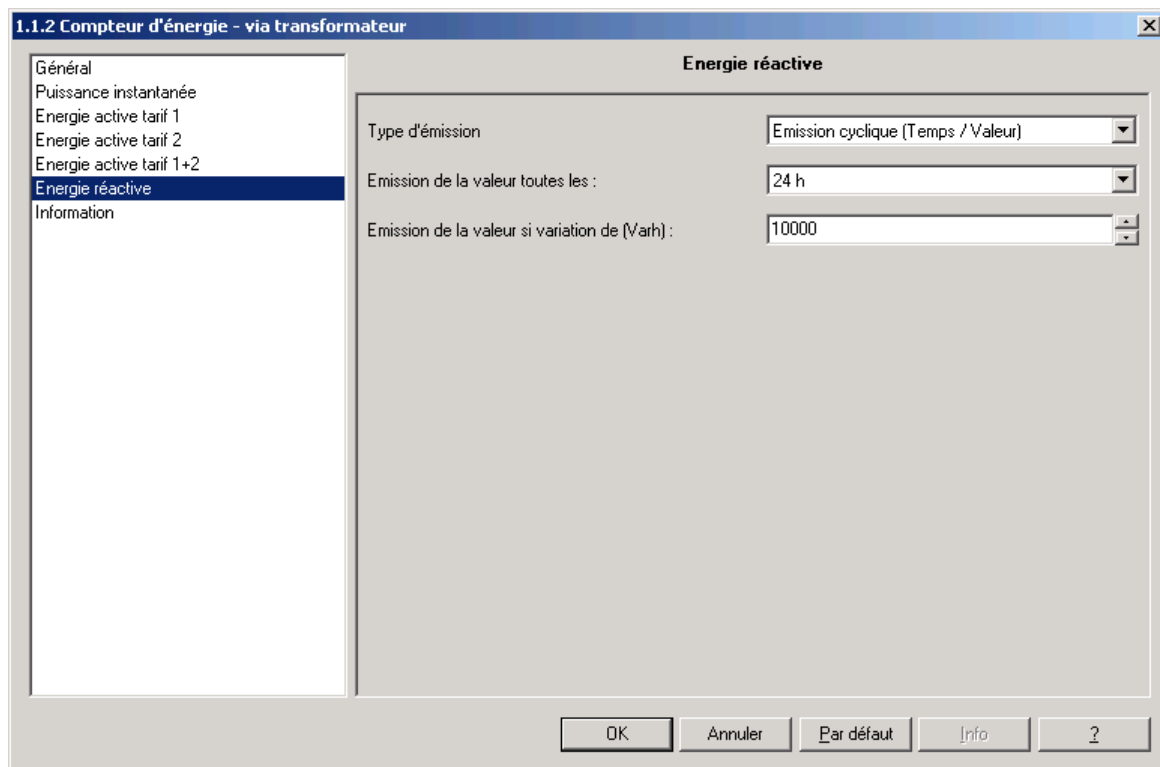 1.1.2 Compteur d'énergie - via transformateur
Général
Puissance instantanée
Energie active tarif 1
Energie active tarif 2
Energie active tarif 1+2
Energie réactive
Information
Energie réactive
Type d'émission
Emission cyclique (Temps / Valeur)
Emission de la valeur toutes les :
24 h
Emission de la valeur si variation de (Varh) :
10000
OK
Annuler
Par défaut
Info
?